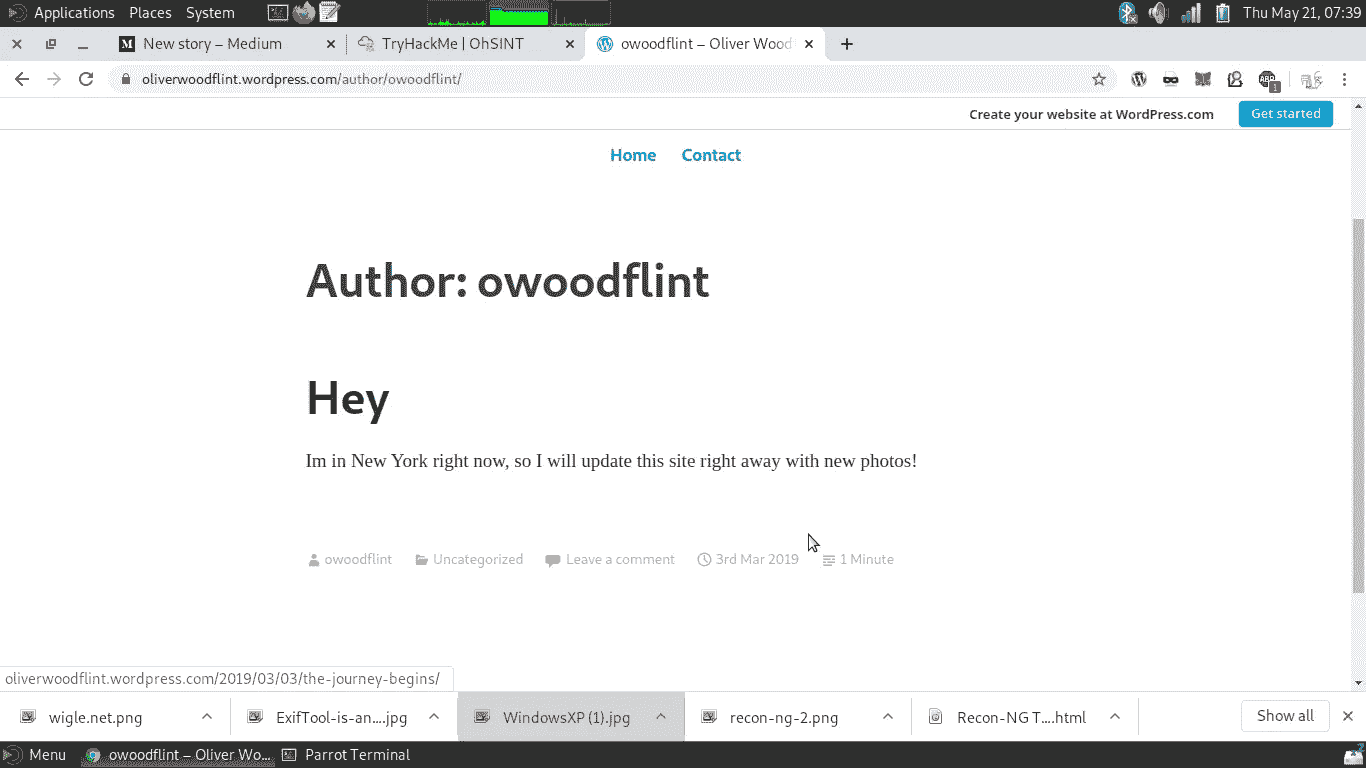 Applications Places System Thu May 21, 07:39
New story – Medium TryHackMe | OhSINT owoodflint – Oliver Woodfl
oliverwoodflint.wordpress.com/author/owoodflint/ ABP 1
Create your website at WordPress.com Get started
Home Contact
Author: owoodflint
Hey
Im in New York right now, so I will update this site right away with new photos!
owoodflint Uncategorized Leave a comment 3rd Mar 2019 1 Minute
oliverwoodflint.wordpress.com/2019/03/03/the-journey-begins/
wigle.net.png ExifTool-is-an....jpg WindowsXP (1).jpg recon-ng-2.png Recon-NG T....html Show all
Menu owoodflint – Oliver Wo... Parrot Terminal